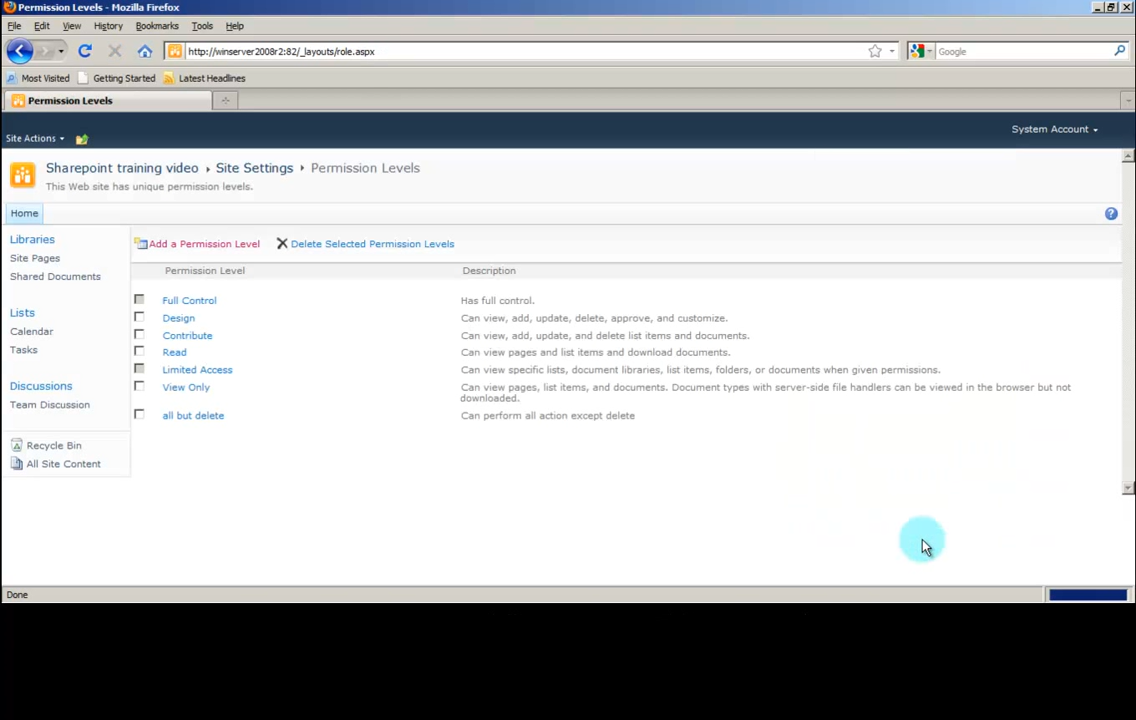 Permission Levels - Mozilla Firefox
File Edit View History Bookmarks Tools Help
http://winserver2008r2:82/_layouts/role.aspx
Google
Most Visited Getting Started Latest Headlines
Permission Levels
Site Actions
System Account
Sharepoint training video Site Settings Permission Levels
This Web site has unique permission levels.
Home
Libraries
Site Pages
Shared Documents
Lists
Calendar
Tasks
Discussions
Team Discussion
Recycle Bin
All Site Content
Add a Permission Level Delete Selected Permission Levels
Permission Level Description
Full Control Has full control.
Design Can view, add, update, delete, approve, and customize.
Contribute Can view, add, update, and delete list items and documents.
Read Can view pages and list items and download documents.
Limited Access Can view specific lists, document libraries, list items, folders, or documents when given permissions.
View Only Can view pages, list items, and documents. Document types with server-side file handlers can be viewed in the browser but not
downloaded.
all but delete Can perform all action except delete
Done